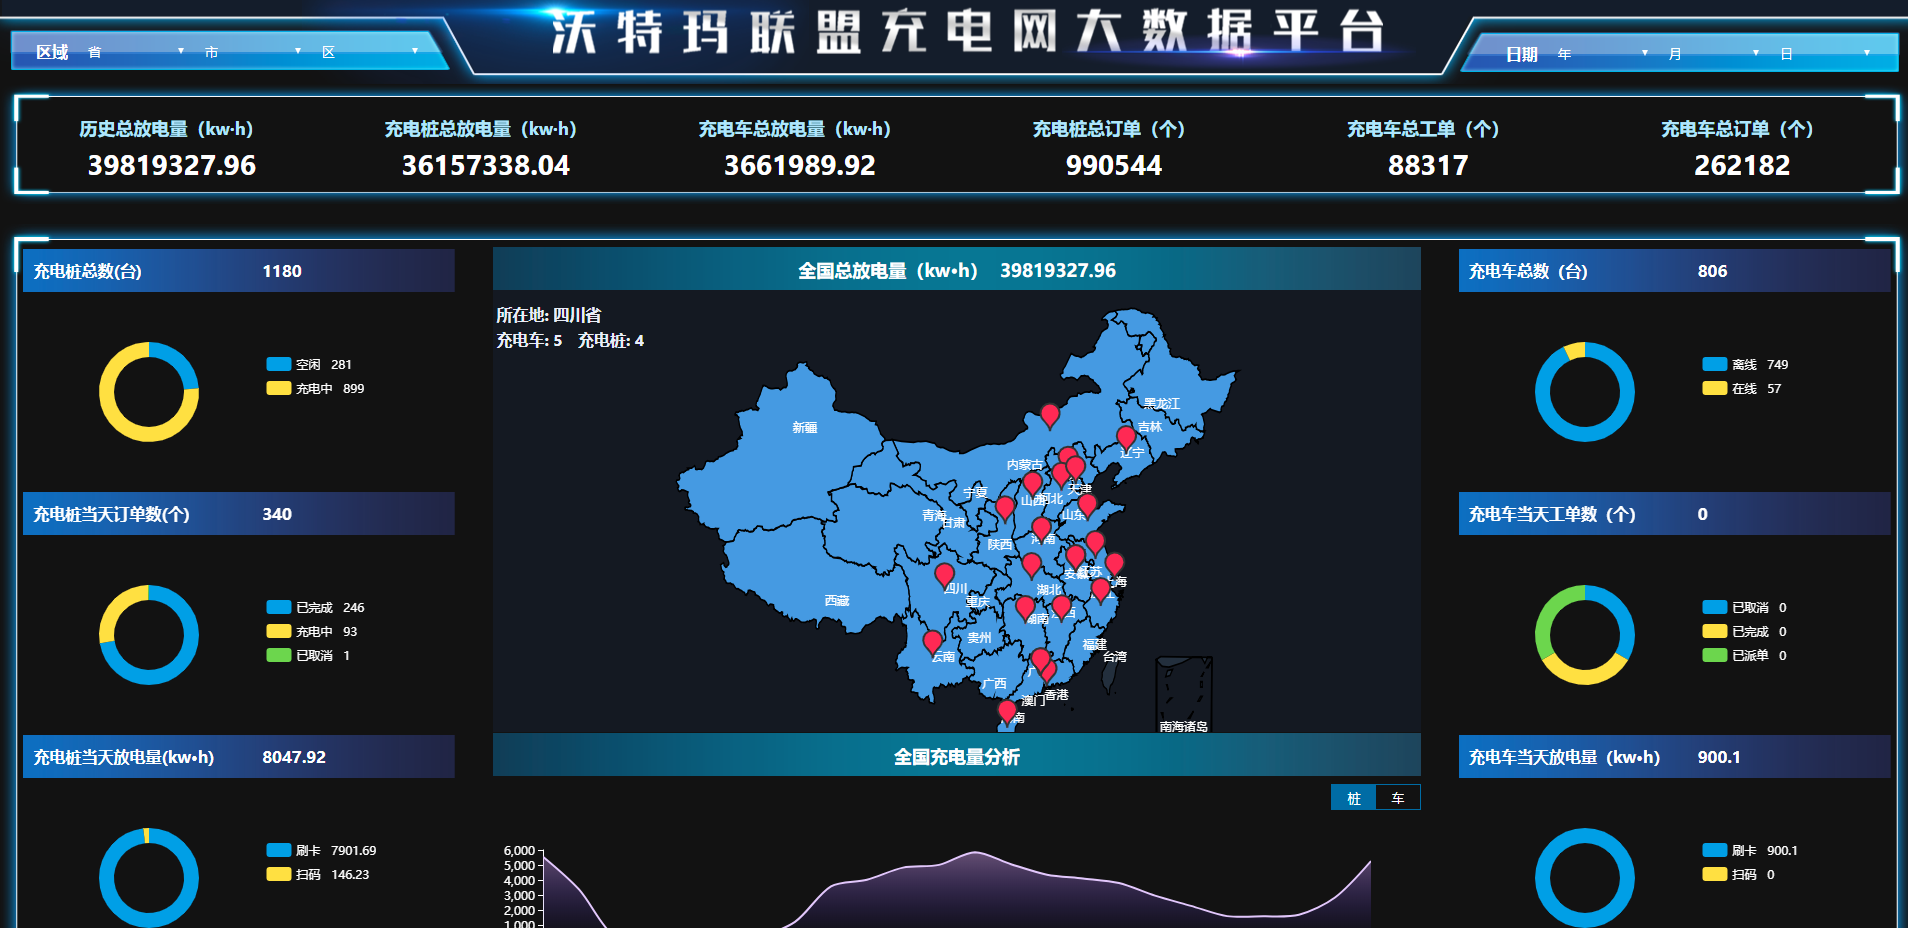 沃特玛联盟充电网大数据平台
区域 省 市 区
日期 年 月 日
历史总放电量（kw·h） 充电桩总放电量（kw·h） 充电车总放电量（kw·h） 充电桩总订单（个） 充电车总工单（个） 充电车总订单（个）
39819327.96 36157338.04 3661989.92 990544 88317 262182
充电桩总数(台) 1180
空闲 281
充电中 899
充电桩当天订单数(个) 340
已完成 246
充电中 93
已取消 1
充电桩当天放电量(kw•h) 8047.92
刷卡 7901.69
扫码 146.23
全国总放电量（kw•h） 39819327.96
所在地: 四川省
充电车: 5 充电桩: 4
黑龙江
新疆
吉林
辽宁
内蒙古
天津
宁夏
山西
河北
青海
甘肃
山东
陕西
河南
安徽
江苏
上海
四川
湖北
重庆
西藏
湖南
江西
贵州
福建
云南
台湾
广西
香港
澳门
海南
南海诸岛
全国充电量分析
桩 车
6,000
5,000
4,000
3,000
2,000
1,000
充电车总数（台） 806
离线 749
在线 57
充电车当天工单数（个） 0
已取消 0
已完成 0
已派单 0
充电车当天放电量（kw•h） 900.1
刷卡 900.1
扫码 0